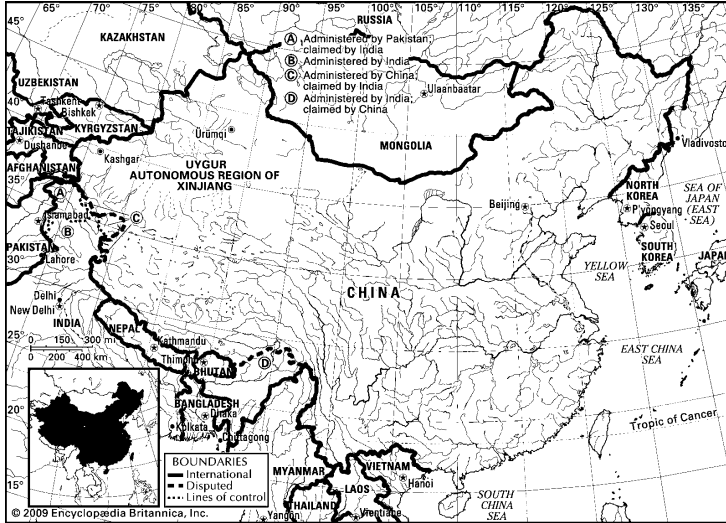 45°
50°
65°
70°
75°
80°
85°
90°
95°
100°
105°
110°
115°
120°
125°
130°
135°
140°
45°
RUSSIA
KAZAKHSTAN
Ⓐ Administered by Pakistan;
claimed by India
Ⓑ Administered by India
Ⓒ Administered by China;
claimed by India
Ⓓ Administered by India;
claimed by China
UZBEKISTAN
40°
Tashkent
Bishkek
Ulaanbaatar
TAJIKISTAN
KYRGYZSTAN
Dushanbe
Ürümqi
MONGOLIA
Vladivostok
Kashgar
AFGHANISTAN
UYGUR
AUTONOMOUS REGION OF
XINJIANG
35°
A
NORTH
KOREA
SEA OF
JAPAN
(EAST
SEA)
Islamabad
C
Beijing
P'yongyang
B
Seoul
PAKISTAN
SOUTH
KOREA
Lahore
JAPAN
30°
YELLOW
SEA
Delhi
New Delhi
CHINA
INDIA
NEPAL
0 150 300 mi
0 200 400 km
Kathmandu
25°
Thimphu
D
EAST CHINA
SEA
BHUTAN
BANGLADESH
Dhaka
20°
Kolkata
Chittagong
Tropic of Cancer
BOUNDARIES
International
Disputed
Lines of control
MYANMAR
VIETNAM
Hanoi
15°
LAOS
THAILAND
SOUTH
CHINA
SEA
Yangon
Vientiane
© 2009 Encyclopædia Britannica, Inc.